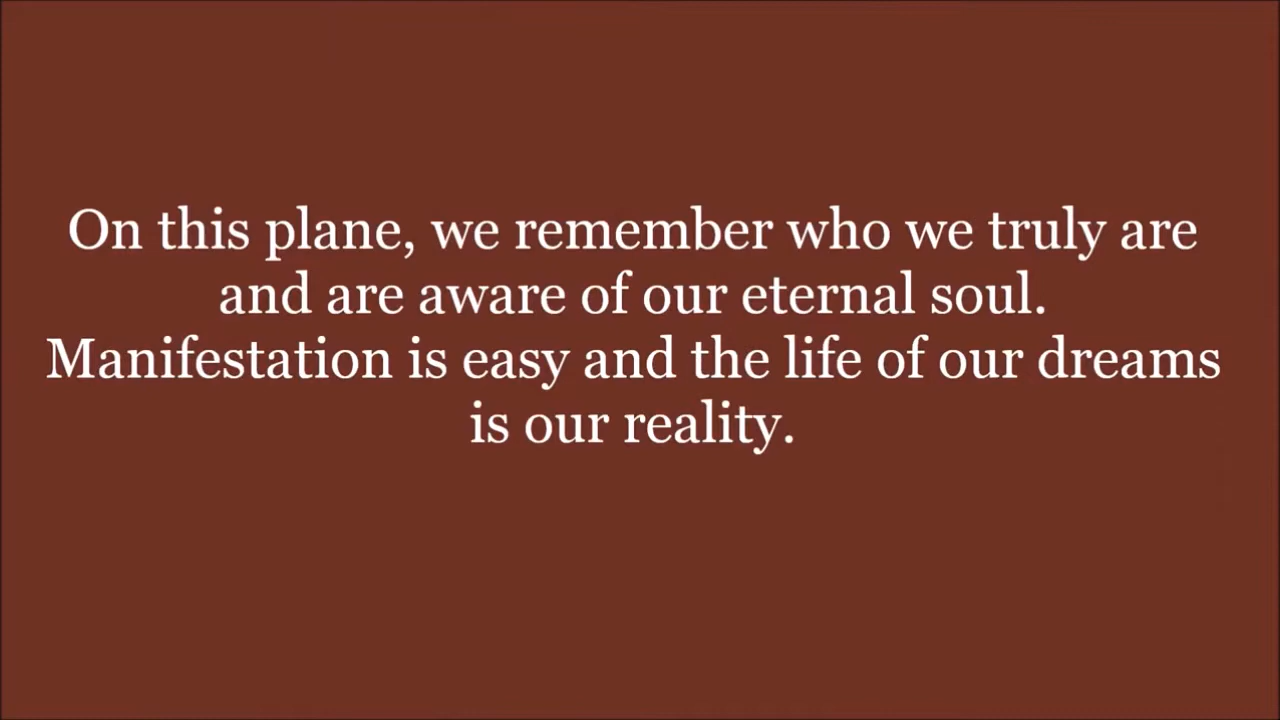 On this plane, we remember who we truly are
and are aware of our eternal soul.
Manifestation is easy and the life of our dreams
is our reality.